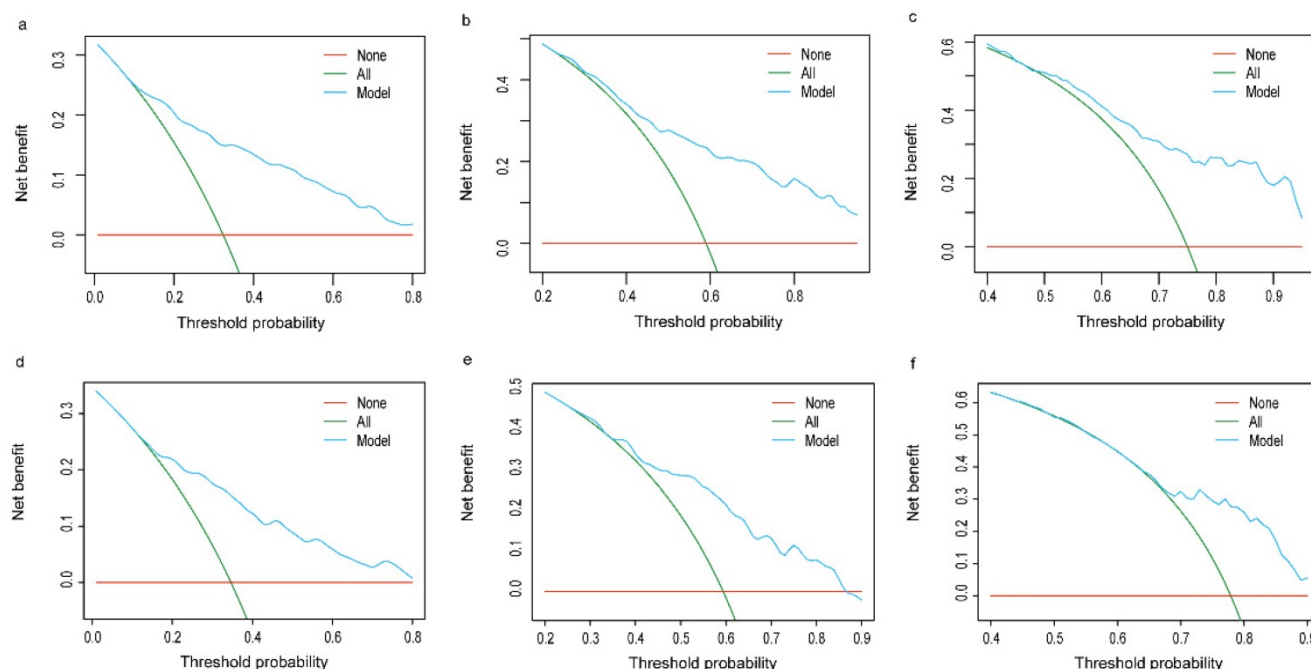 a
Net benefit
0.3
0.2
0.1
0.0
None
All
Model
0.0 0.2 0.4 0.6 0.8
Threshold probability
b
Net benefit
0.4
0.2
0.0
None
All
Model
0.2 0.4 0.6 0.8
Threshold probability
c
Net benefit
0.6
0.4
0.2
0.0
None
All
Model
0.4 0.5 0.6 0.7 0.8 0.9
Threshold probability
d
Net benefit
0.3
0.2
0.1
0.0
None
All
Model
0.0 0.2 0.4 0.6 0.8
Threshold probability
e
Net benefit
0.5
0.4
0.3
0.2
0.1
0.0
None
All
Model
0.2 0.3 0.4 0.5 0.6 0.7 0.8 0.9
Threshold probability
f
Net benefit
0.6
0.5
0.4
0.3
0.2
0.1
0.0
None
All
Model
0.4 0.5 0.6 0.7 0.8 0.9
Threshold probability